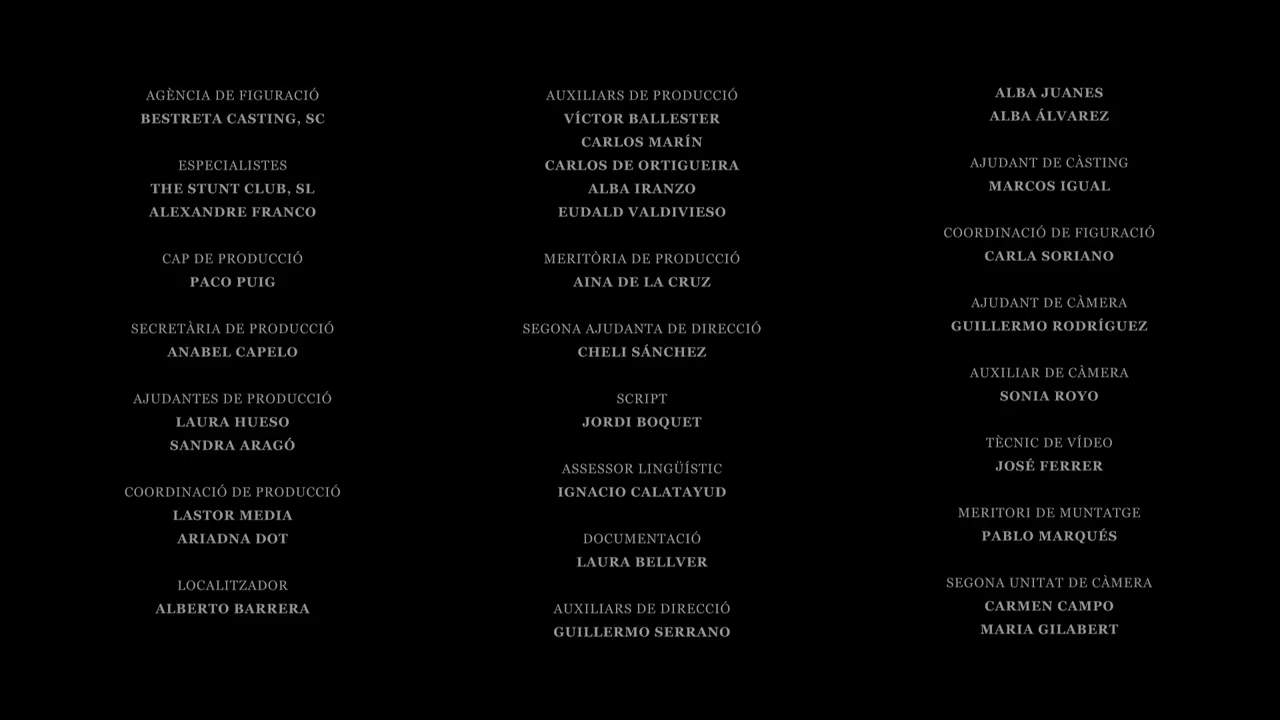 AGÈNCIA DE FIGURACIÓ
BESTRETA CASTING, SC
ESPECIALISTES
THE STUNT CLUB, SL
ALEXANDRE FRANCO
CAP DE PRODUCCIÓ
PACO PUIG
SECRETÀRIA DE PRODUCCIÓ
ANABEL CAPELO
AJUDANTES DE PRODUCCIÓ
LAURA HUESO
SANDRA ARAGÓ
COORDINACIÓ DE PRODUCCIÓ
LASTOR MEDIA
ARIADNA DOT
LOCALITZADOR
ALBERTO BARRERA
AUXILIARS DE PRODUCCIÓ
VÍCTOR BALLESTER
CARLOS MARÍN
CARLOS DE ORTIGUEIRA
ALBA IRANZO
EUDALD VALDIVIESO
MERITÒRIA DE PRODUCCIÓ
AINA DE LA CRUZ
SEGONA AJUDANTA DE DIRECCIÓ
CHELI SÁNCHEZ
SCRIPT
JORDI BOQUET
ASSESSOR LINGÜÍSTIC
IGNACIO CALATAYUD
DOCUMENTACIÓ
LAURA BELLVER
AUXILIARS DE DIRECCIÓ
GUILLERMO SERRANO
ALBA JUANES
ALBA ÁLVAREZ
AJUDANT DE CÀSTING
MARCOS IGUAL
COORDINACIÓ DE FIGURACIÓ
CARLA SORIANO
AJUDANT DE CÀMERA
GUILLERMO RODRÍGUEZ
AUXILIAR DE CÀMERA
SONIA ROYO
TÈCNIC DE VÍDEO
JOSÉ FERRER
MERITORI DE MUNTATGE
PABLO MARQUÉS
SEGONA UNITAT DE CÀMERA
CARMEN CAMPO
MARIA GILABERT